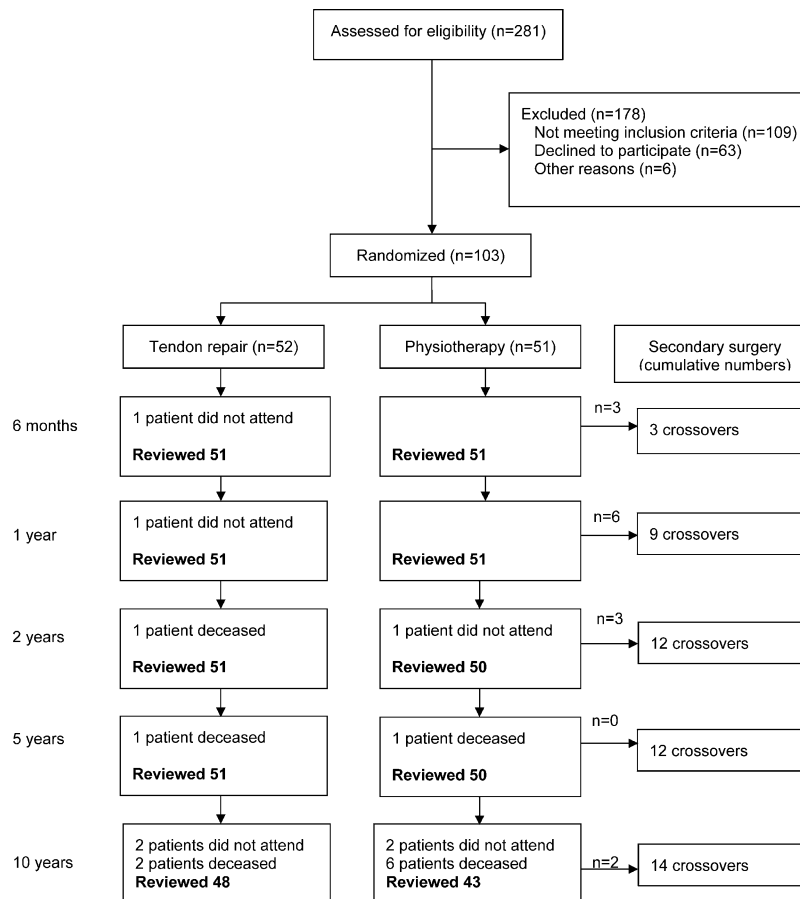 Assessed for eligibility (n=281)
Excluded (n=178)
Not meeting inclusion criteria (n=109)
Declined to participate (n=63)
Other reasons (n=6)
Randomized (n=103)
Tendon repair (n=52)
Physiotherapy (n=51)
Secondary surgery
(cumulative numbers)
6 months
1 patient did not attend
Reviewed 51
Reviewed 51
n=3
3 crossovers
1 year
1 patient did not attend
Reviewed 51
Reviewed 51
n=6
9 crossovers
2 years
1 patient deceased
Reviewed 51
1 patient did not attend
Reviewed 50
n=3
12 crossovers
5 years
1 patient deceased
Reviewed 51
1 patient deceased
Reviewed 50
n=0
12 crossovers
10 years
2 patients did not attend
2 patients deceased
Reviewed 48
2 patients did not attend
6 patients deceased
Reviewed 43
n=2
14 crossovers